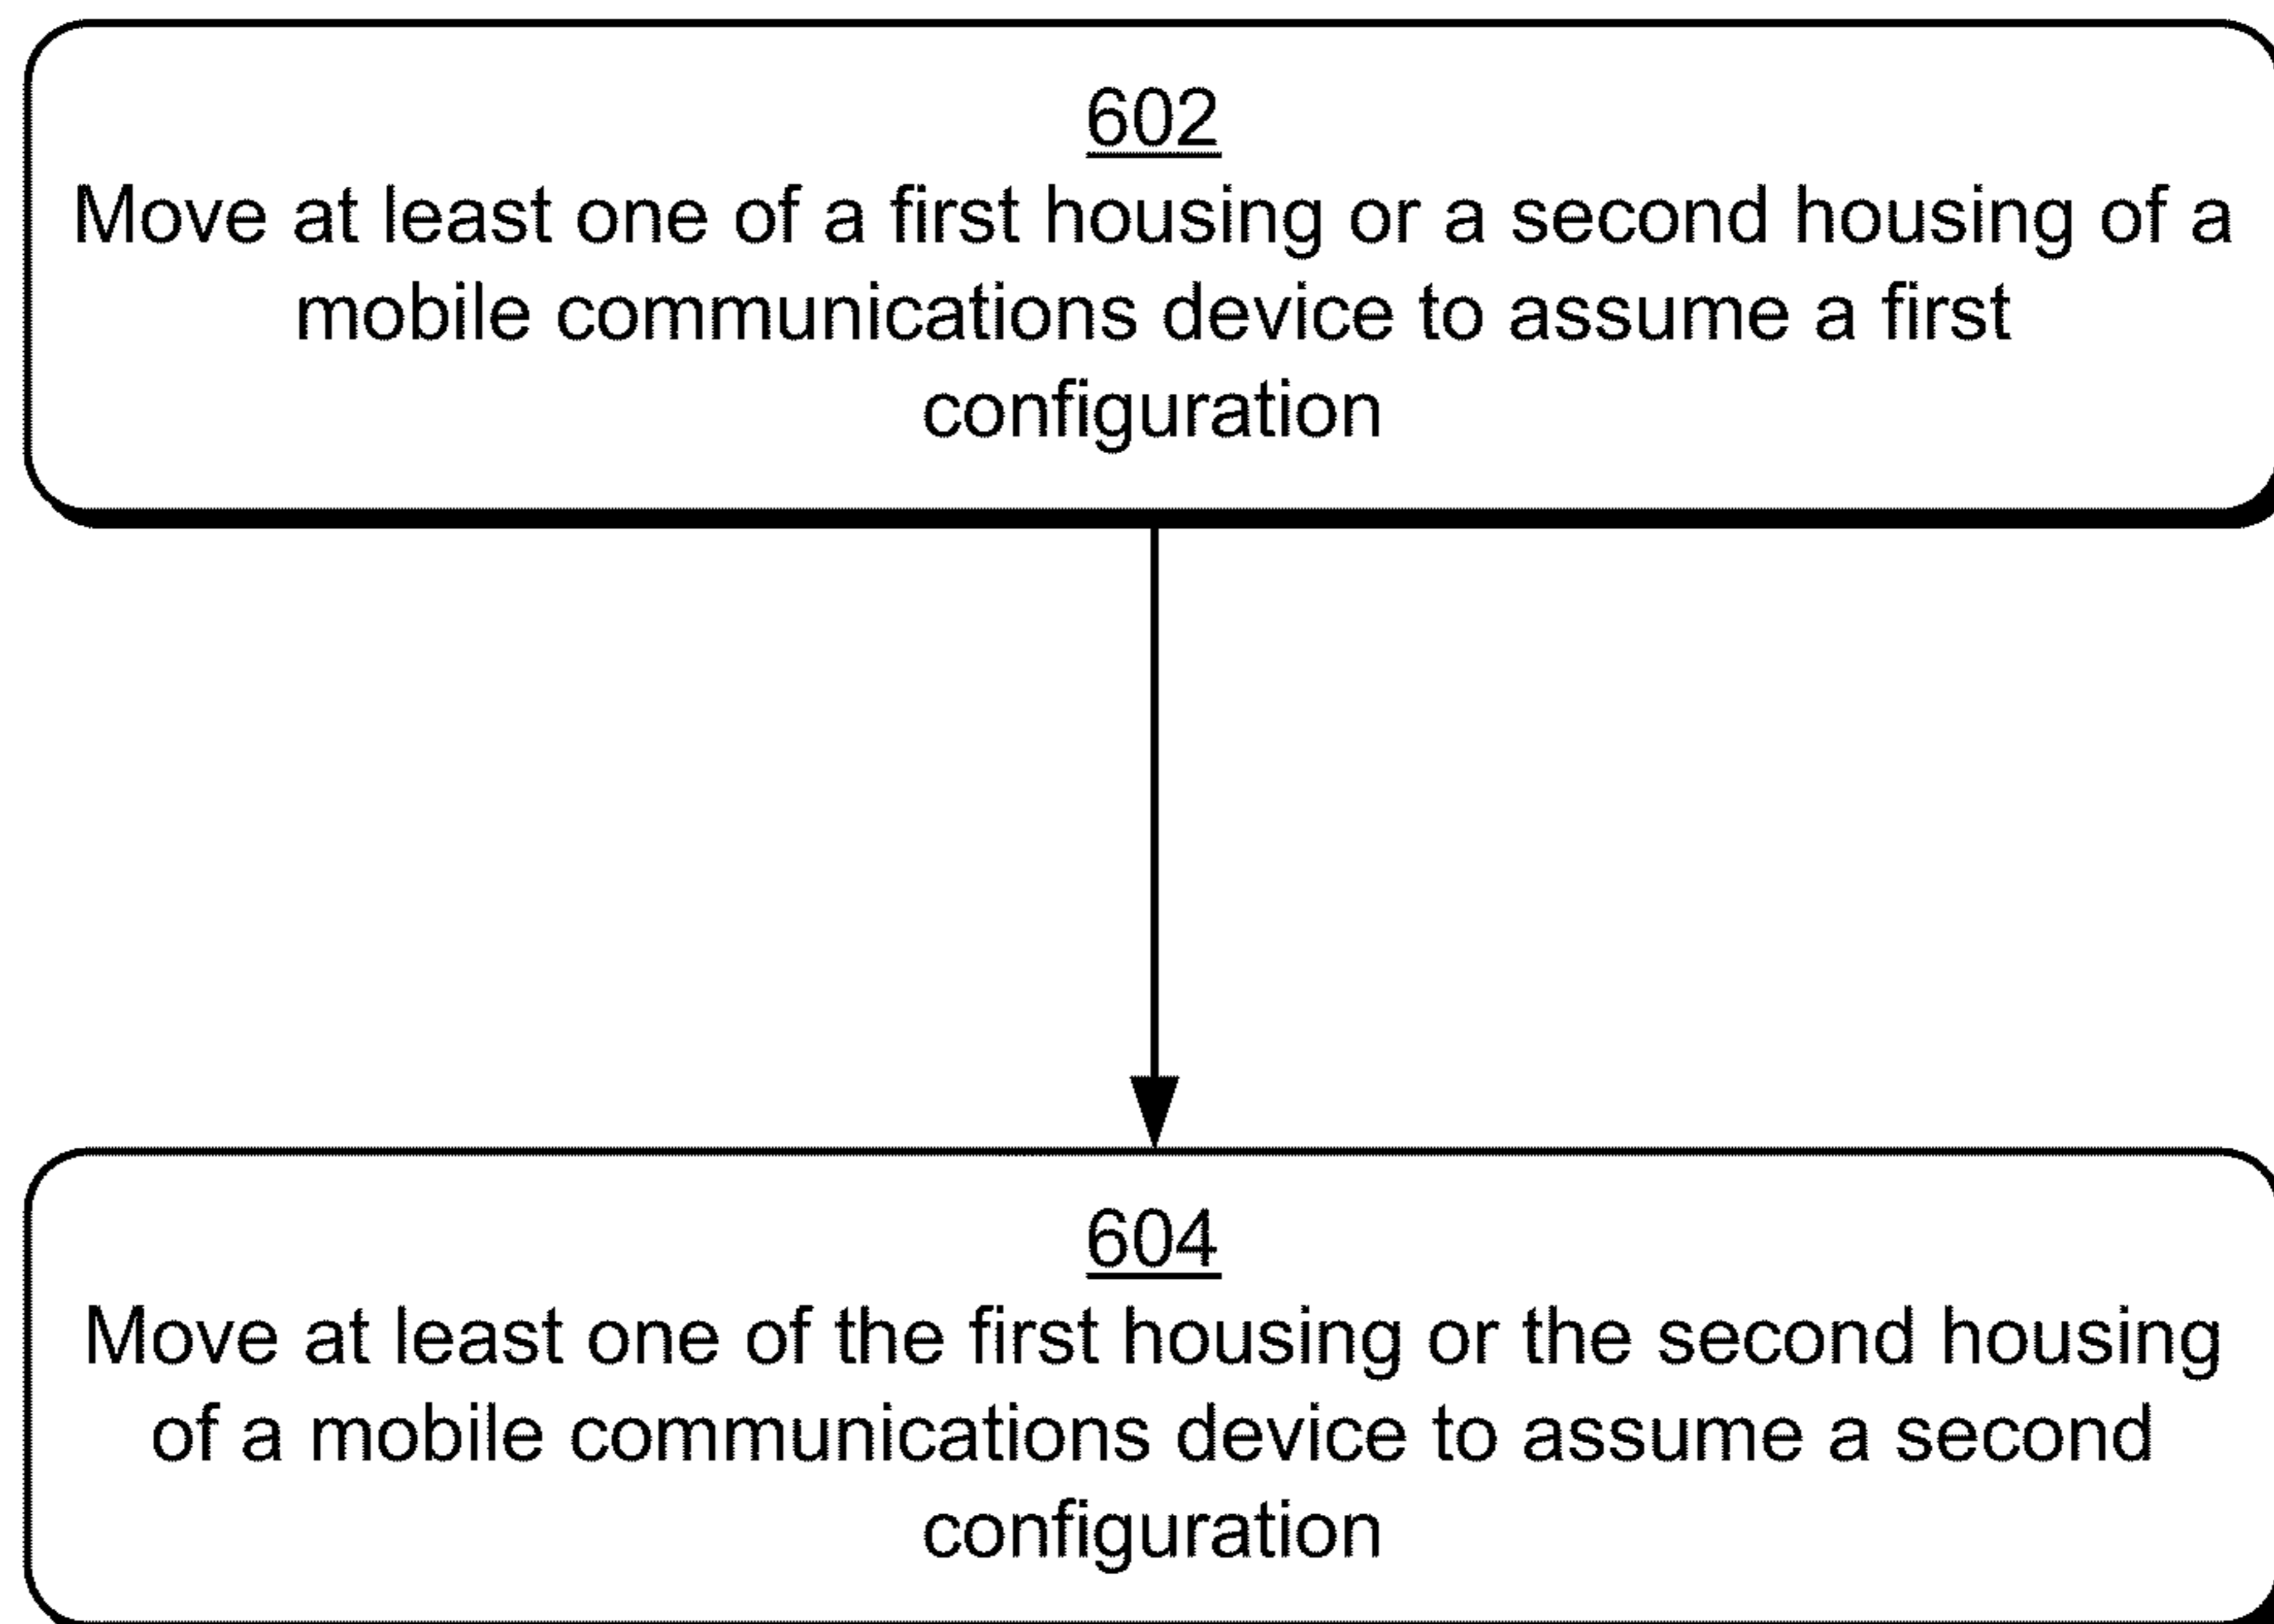 602
Move at least one of a first housing or a second housing of a
mobile communications device to assume a first
configuration
604
Move at least one of the first housing or the second housing
of a mobile communications device to assume a second
configuration